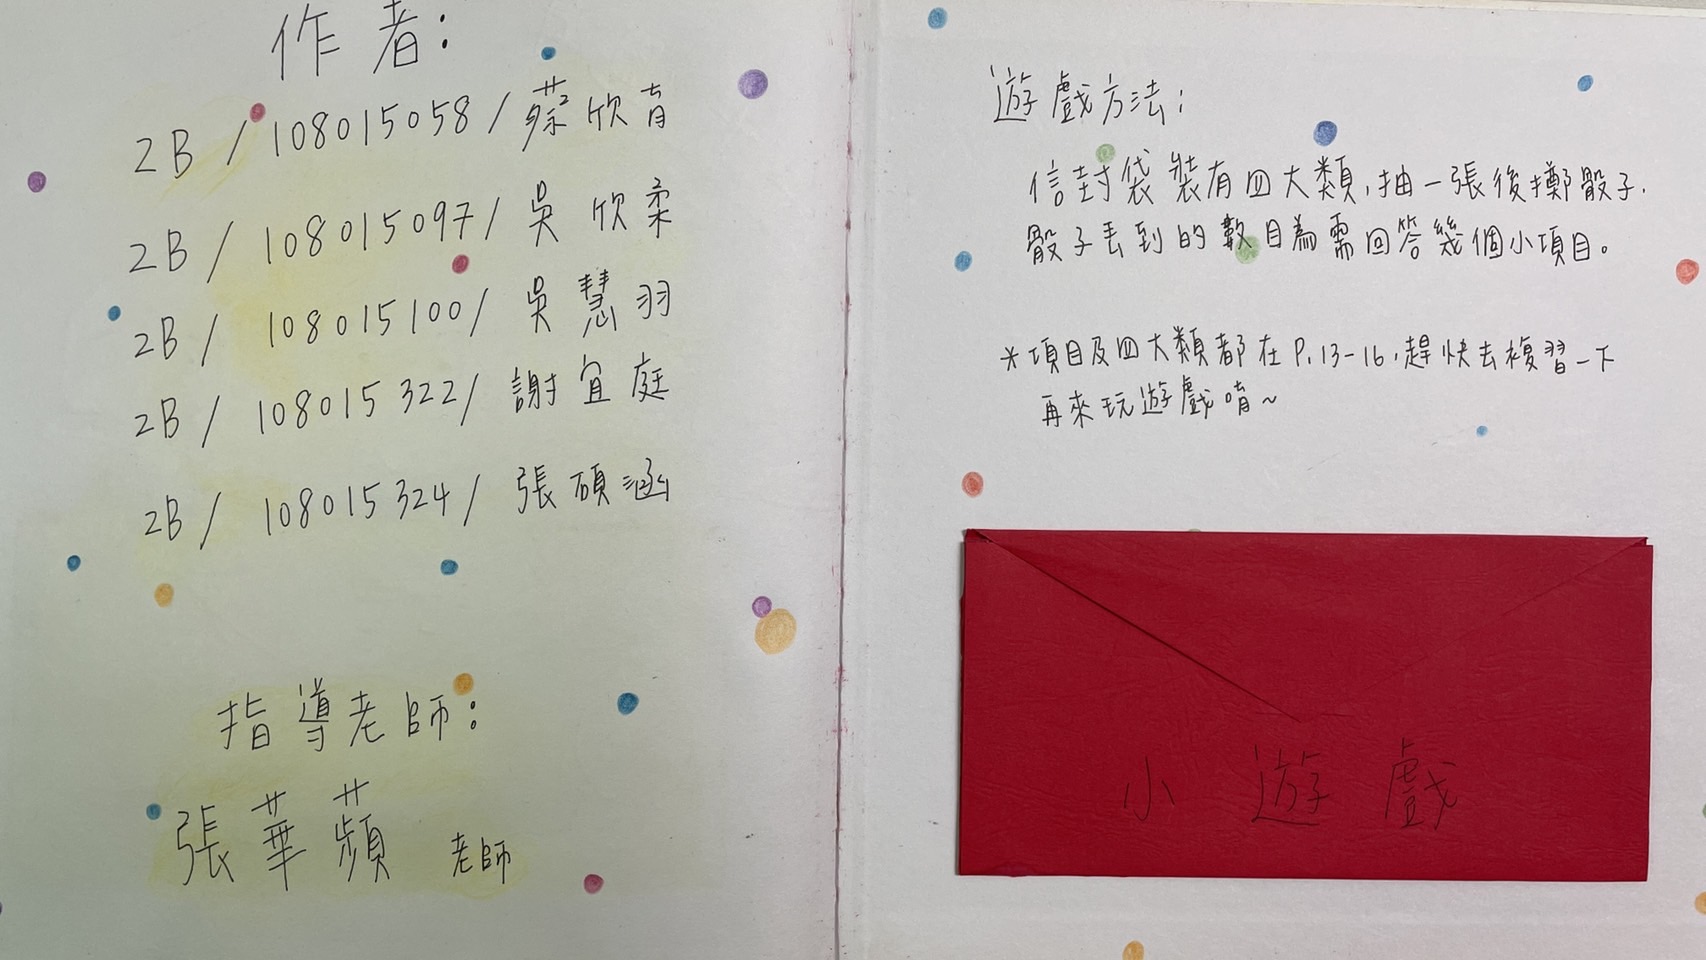 作者:
2B / 108015058 / 蔡欣育
2B / 108015097 / 吳欣柔
2B / 108015100 / 吳慧羽
2B / 108015322 / 謝宜庭
2B / 108015324 / 張碩涵
指導老師:
張華蘋 老師
遊戲方法:
信封袋裝有四大類,抽一張後擲骰子.
骰子丟到的數目為需回答幾個小項目。
*項目及四大類都在P.13-16,趕快去複習一下
再來玩遊戲唷~
小遊戲